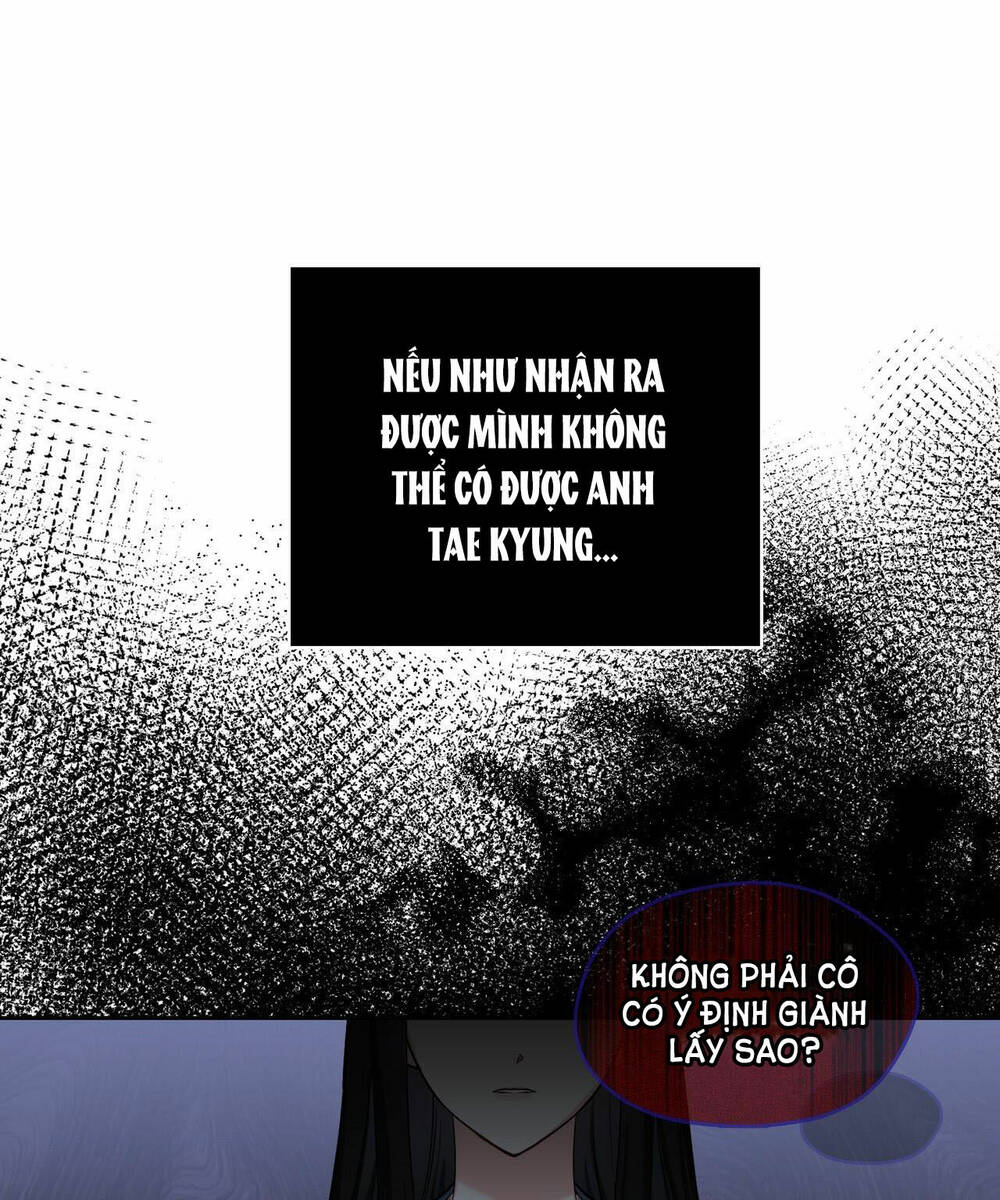 NẾU NHƯ NHẬN RA
ĐƯỢC MÌNH KHÔNG
THỂ CÓ ĐƯỢC ANH
TAE KYUNG...
KHÔNG PHẢI CÔ
CÓ Ý ĐỊNH GIÀNH
LẤY SAO?